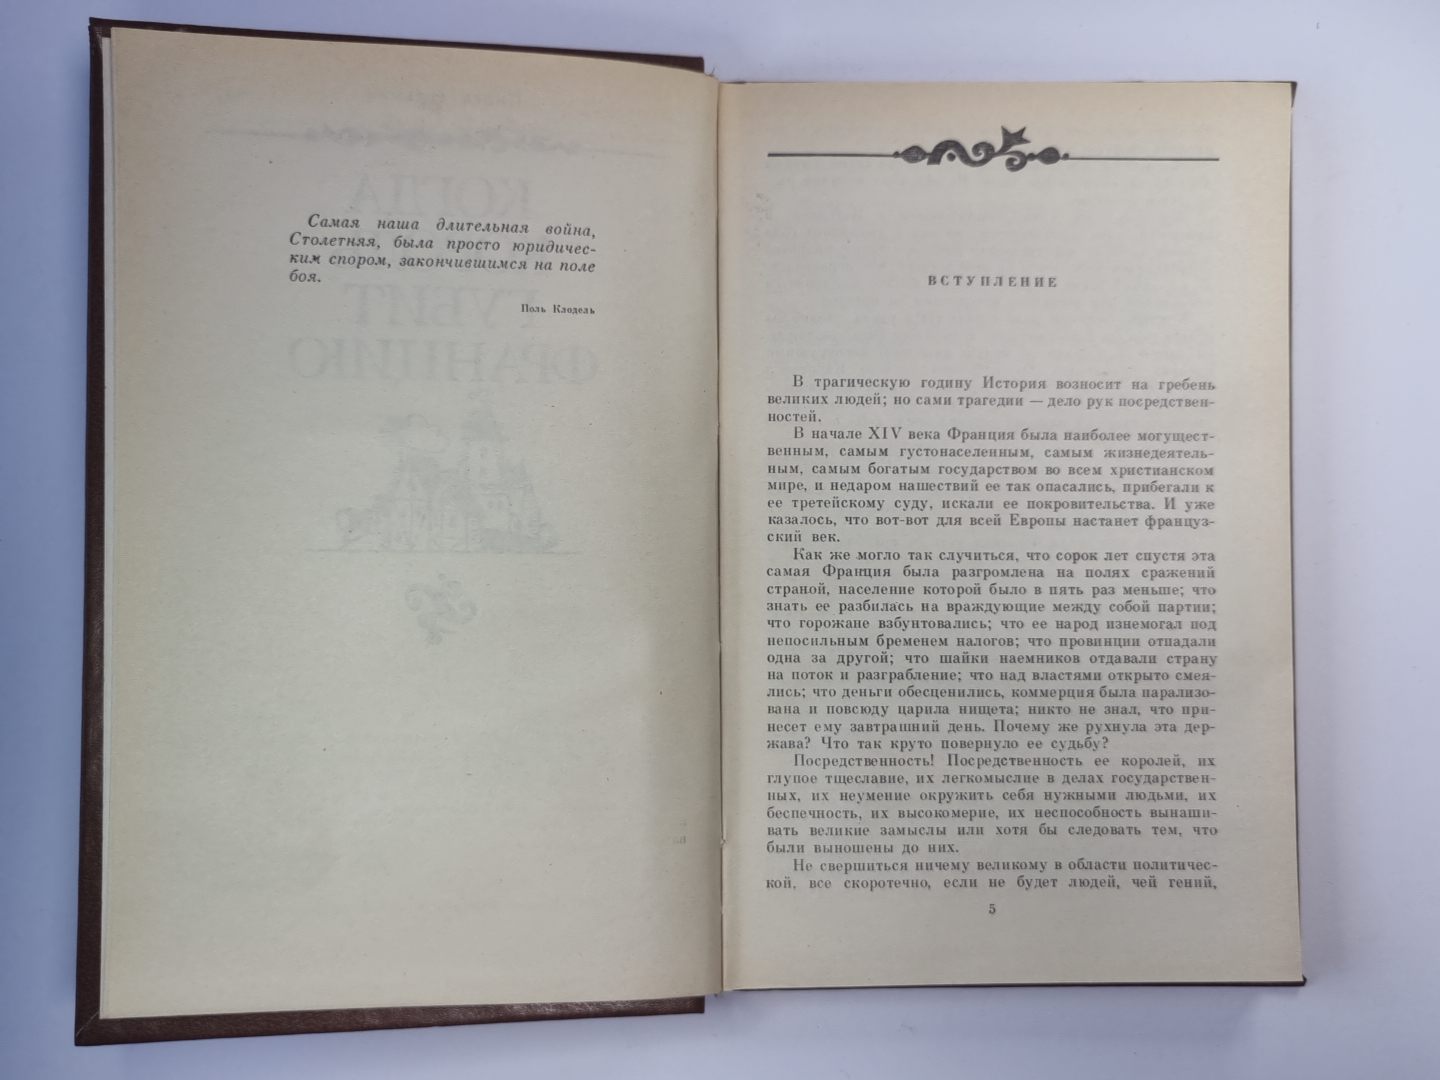 Самая наша длительная война,
Столетняя, была просто юридичес-
ким спором, закончившимся на поле
боя.
Поль Клодель
ВСТУПЛЕНИЕ
В трагическую годину История возносит на гребень
великих людей; но сами трагедии — дело рук посредствен-
ностей.
В начале XIV века Франция была наиболее могущест-
венным, самым густонаселенным, самым жизнедеятель-
ным, самым богатым государством во всем христианском
мире, и недаром нашествий ее так опасались, прибегали к
ее третейскому суду, искали ее покровительства. И уже
казалось, что вот-вот для всей Европы настанет француз-
ский век.
Как же могло так случиться, что сорок лет спустя эта
самая Франция была разгромлена на полях сражений
страной, население которой было в пять раз меньше; что
знать ее разбилась на враждующие между собой партии;
что горожане взбунтовались; что ее народ изнемогал под
непосильным бременем налогов; что провинции отпадали
одна за другой; что шайки наемников отдавали страну
на поток и разграбление; что над властями открыто смея-
лись; что деньги обесценились, коммерция была парализо-
вана и повсюду царила нищета; никто не знал, что при-
несет ему завтрашний день. Почему же рухнула эта дер-
жава? Что так круто повернуло ее судьбу?
Посредственность! Посредственность ее королей, их
глупое тщеславие, их легкомыслие в делах государствен-
ных, их неумение окружить себя нужными людьми, их
беспечность, их высокомерие, их неспособность вынаши-
вать великие замыслы или хотя бы следовать тем, что
были выношены до них.
Не свершиться ничему великому в области политичес-
кой, все скоротечно, если не будет людей, чей гений,
5